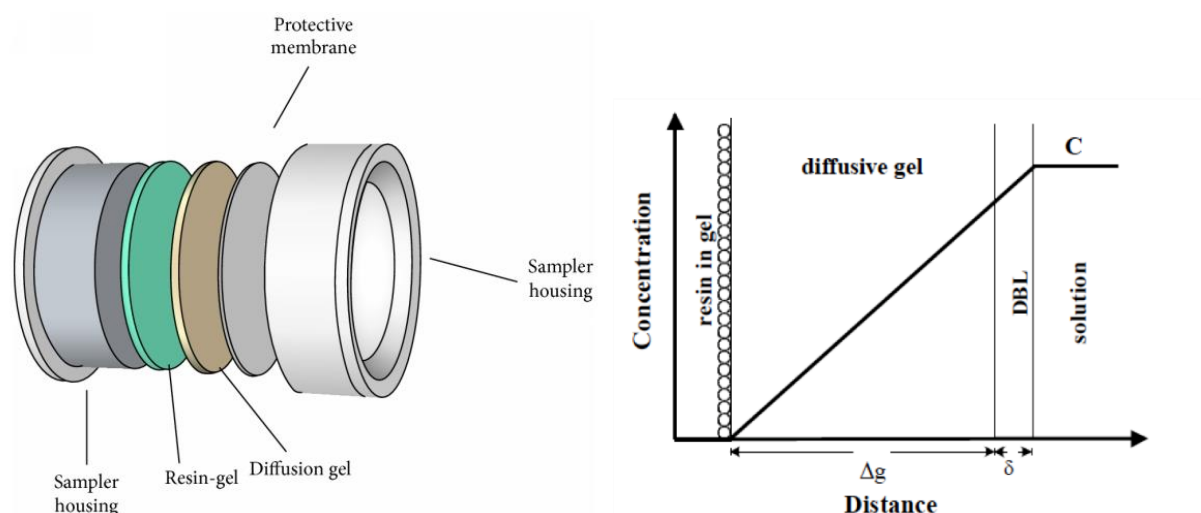 Protective
membrane
Sampler
housing
Sampler
housing
Resin-gel
Diffusion gel
Concentration
resin in gel
diffusive gel
DBL
C
solution
Δg
δ
Distance